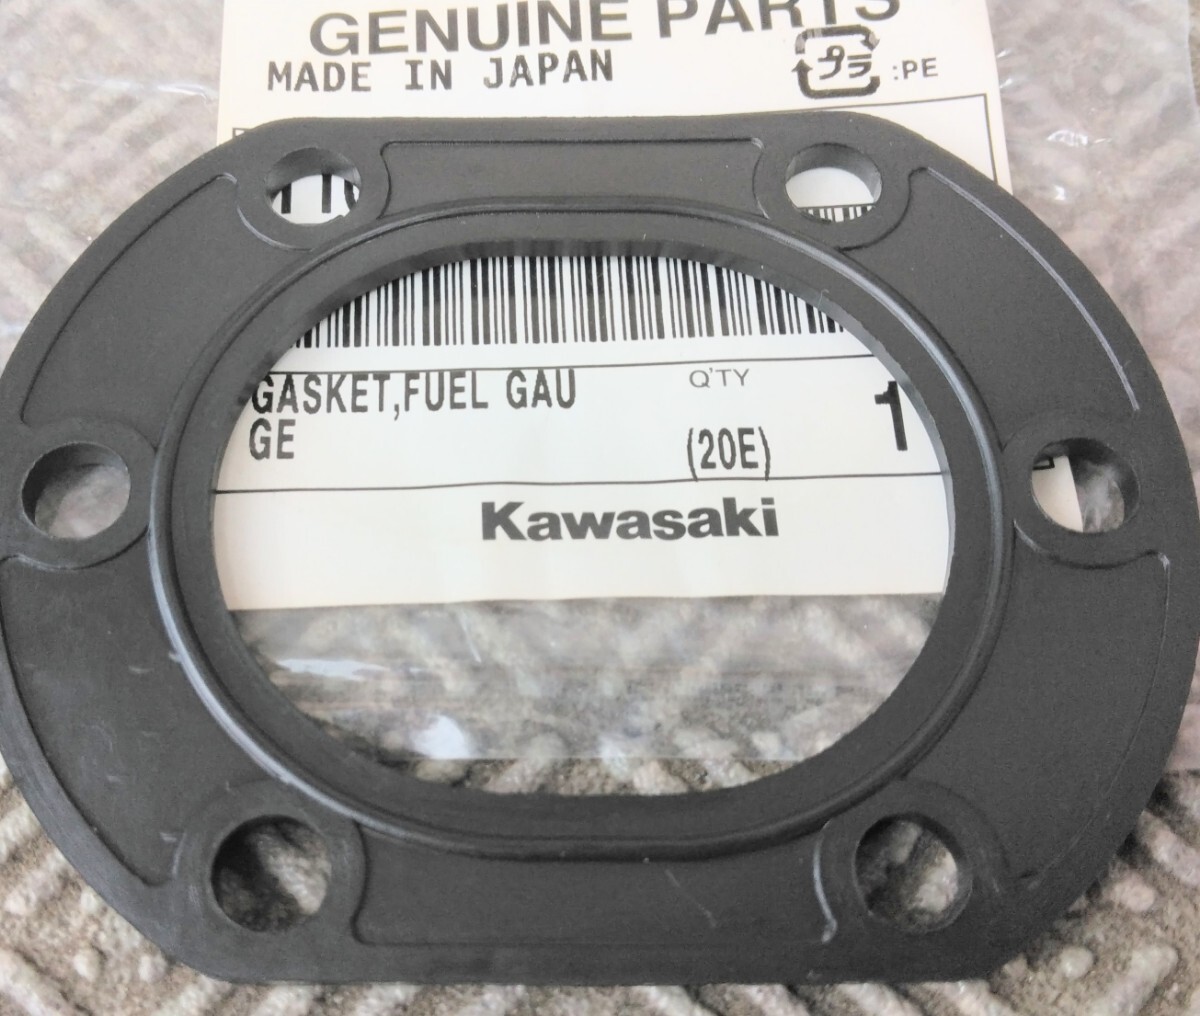 GENUINE PARTS
MADE IN JAPAN
プラ :PE
GASKET,FUEL GAU
GE
Q'TY
(20E)
1
Kawasaki